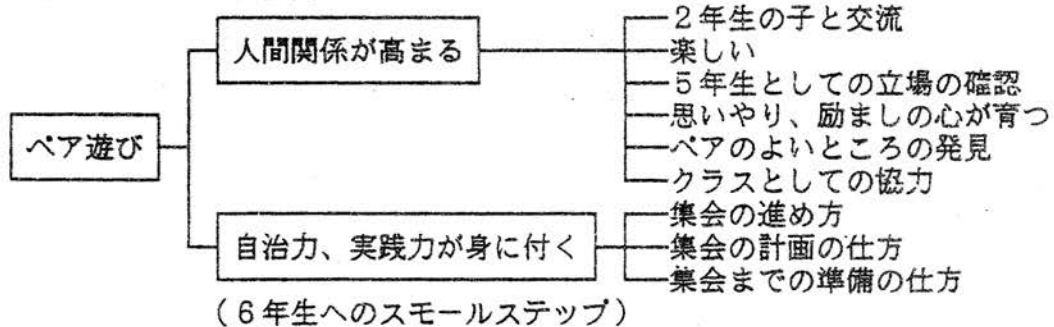 ペア遊び
人間関係が高まる
２年生の子と交流
楽しい
５年生としての立場の確認
思いやり、励ましの心が育つ
ペアのよいところの発見
クラスとしての協力
自治力、実践力が身に付く
集会の進め方
集会の計画の仕方
集会までの準備の仕方
（６年生へのスモールステップ）